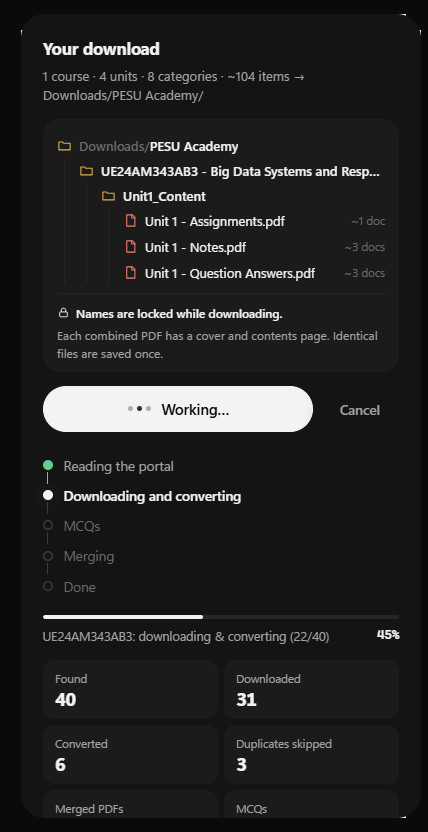 Your download
1 course · 4 units · 8 categories · ~104 items →
Downloads/PESU Academy/
Downloads/PESU Academy
UE24AM343AB3 - Big Data Systems and Resp...
Unit1_Content
Unit 1 - Assignments.pdf ~1 doc
Unit 1 - Notes.pdf ~3 docs
Unit 1 - Question Answers.pdf ~3 docs
Names are locked while downloading.
Each combined PDF has a cover and contents page. Identical
files are saved once.
Working... Cancel
Reading the portal
Downloading and converting
MCQs
Merging
Done
UE24AM343AB3: downloading & converting (22/40) 45%
Found Downloaded
40 31
Converted Duplicates skipped
6 3
Merged PDFs MCQs